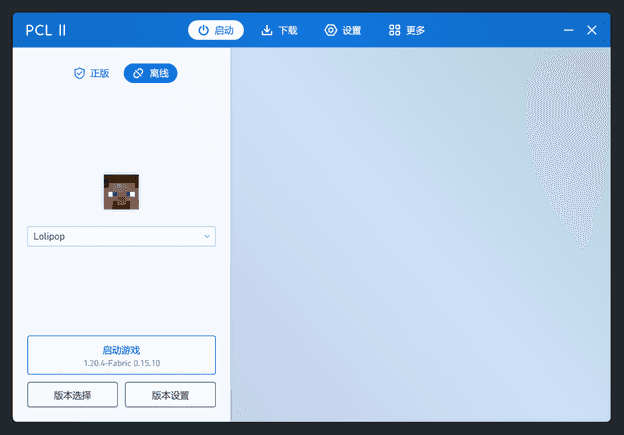 PCL II
启动 下载 设置 更多
正版 离线
Lolipop
启动游戏
1.20.4-Fabric 0.15.10
版本选择 版本设置